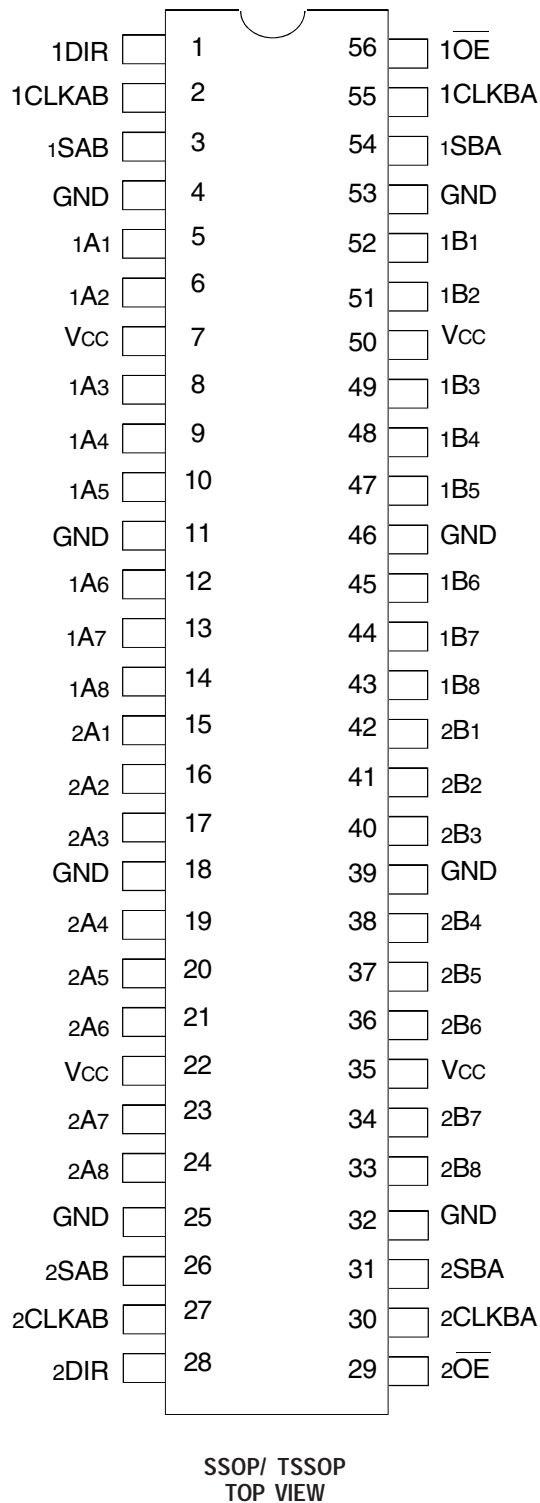 1DIR 1 56 1O̅E̅
1CLKAB 2 55 1CLKBA
1SAB 3 54 1SBA
GND 4 53 GND
1A1 5 52 1B1
1A2 6 51 1B2
VCC 7 50 VCC
1A3 8 49 1B3
1A4 9 48 1B4
1A5 10 47 1B5
GND 11 46 GND
1A6 12 45 1B6
1A7 13 44 1B7
1A8 14 43 1B8
2A1 15 42 2B1
2A2 16 41 2B2
2A3 17 40 2B3
GND 18 39 GND
2A4 19 38 2B4
2A5 20 37 2B5
2A6 21 36 2B6
VCC 22 35 VCC
2A7 23 34 2B7
2A8 24 33 2B8
GND 25 32 GND
2SAB 26 31 2SBA
2CLKAB 27 30 2CLKBA
2DIR 28 29 2O̅E̅
SSOP/ TSSOP
TOP VIEW